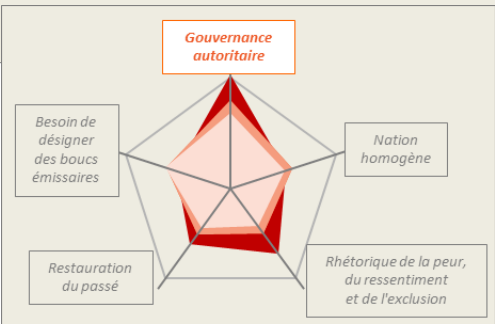 Gouvernance
autoritaire
Besoin de
désigner
des boucs
émissaires
Nation
homogène
Restauration
du passé
Rhétorique de la peur,
du ressentiment
et de l'exclusion